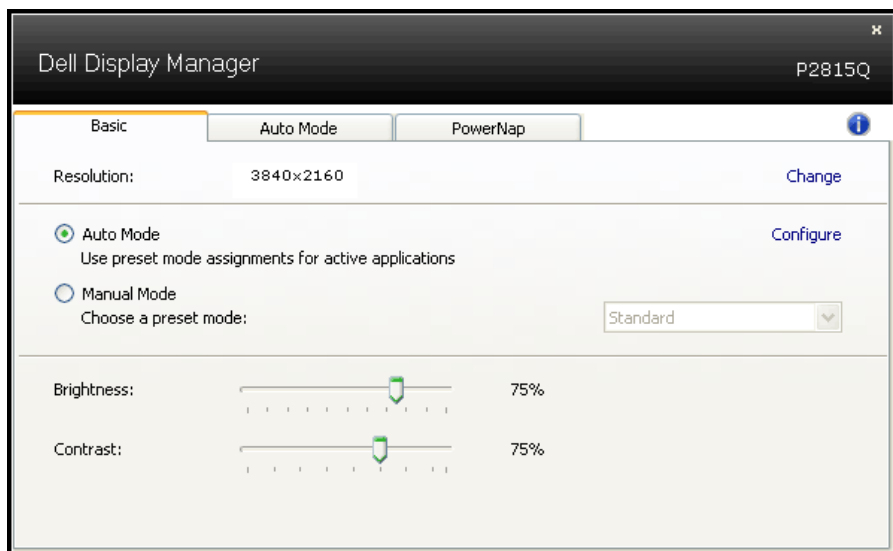 Dell Display Manager
P2815Q
Basic
Auto Mode
PowerNap
Resolution:
3840x2160
Change
Auto Mode
Configure
Use preset mode assignments for active applications
Manual Mode
Choose a preset mode:
Standard
Brightness:
75%
Contrast:
75%